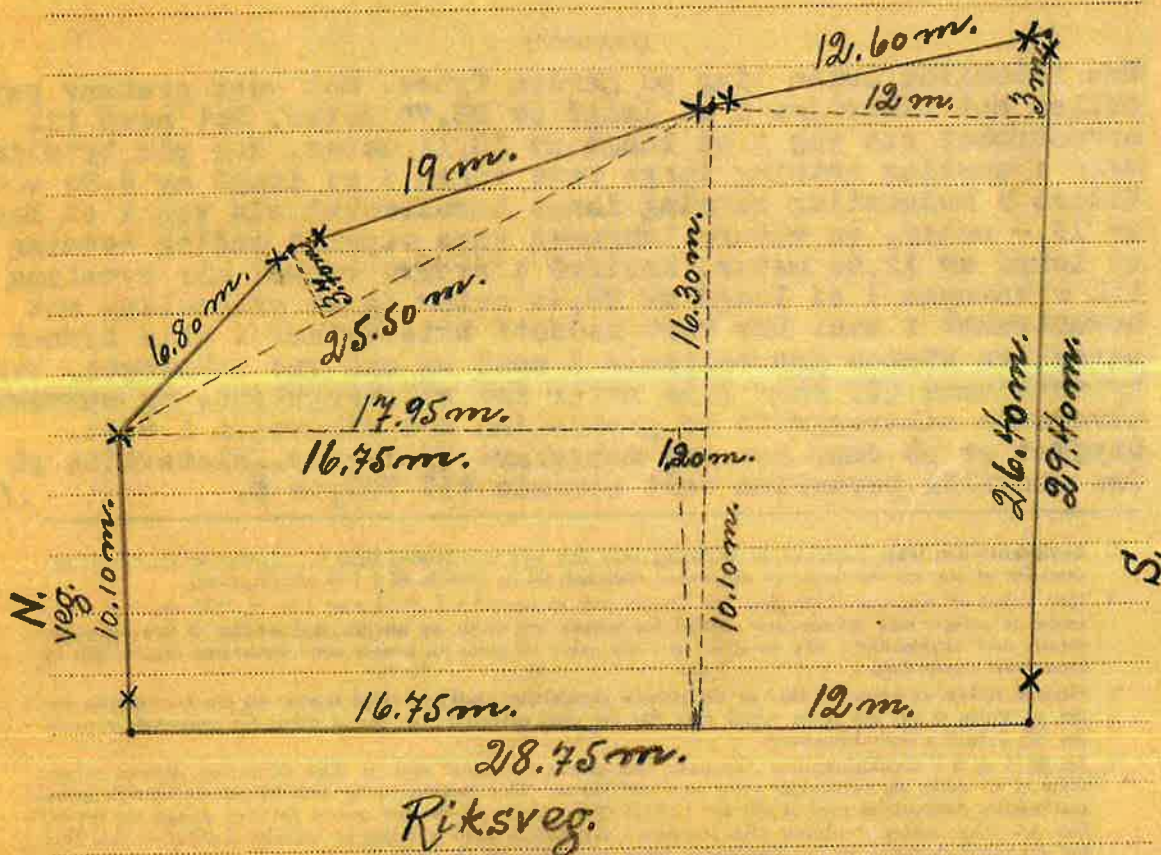 12.60 m.
12 m.
3 m.
19 m.
3.40 m.
6.80 m.
25.50 m.
16.30 m.
17.95 m.
16.75 m.
1,20 m.
26.40 m.
29.40 m.
10.10 m.
10.10 m.
N.
veg.
S.
16.75 m.
12 m.
28.75 m.
Riksveg.